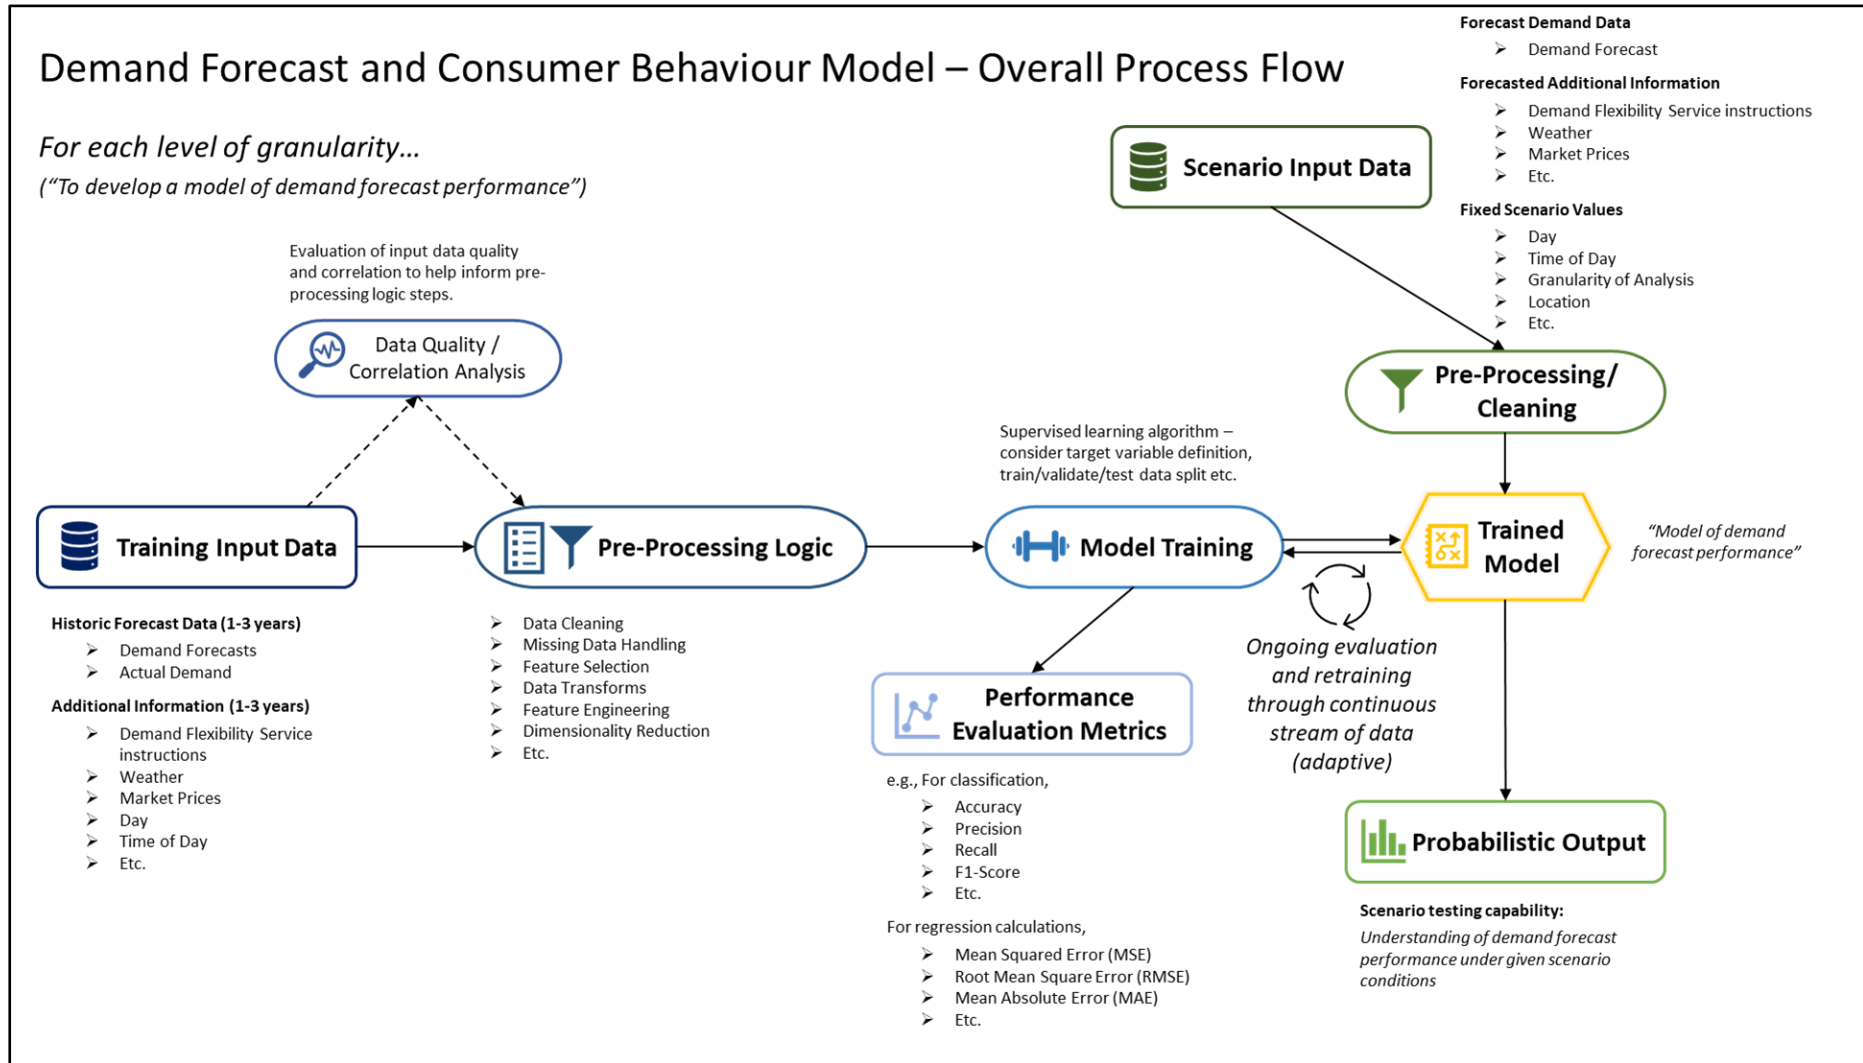 Demand Forecast and Consumer Behaviour Model – Overall Process Flow
For each level of granularity...
("To develop a model of demand forecast performance")
Forecast Demand Data
Demand Forecast
Forecasted Additional Information
Demand Flexibility Service instructions
Weather
Market Prices
Etc.
Fixed Scenario Values
Day
Time of Day
Granularity of Analysis
Location
Etc.
Scenario Input Data
Evaluation of input data quality
and correlation to help inform pre-
processing logic steps.
Data Quality /
Correlation Analysis
Pre-Processing/
Cleaning
Supervised learning algorithm –
consider target variable definition,
train/validate/test data split etc.
Training Input Data
Pre-Processing Logic
Model Training
Trained
Model
"Model of demand
forecast performance"
Historic Forecast Data (1-3 years)
Demand Forecasts
Actual Demand
Additional Information (1-3 years)
Demand Flexibility Service
instructions
Weather
Market Prices
Day
Time of Day
Etc.
Data Cleaning
Missing Data Handling
Feature Selection
Data Transforms
Feature Engineering
Dimensionality Reduction
Etc.
Performance
Evaluation Metrics
e.g., For classification,
Accuracy
Precision
Recall
F1-Score
Etc.
For regression calculations,
Mean Squared Error (MSE)
Root Mean Square Error (RMSE)
Mean Absolute Error (MAE)
Etc.
Ongoing evaluation
and retraining
through continuous
stream of data
(adaptive)
Probabilistic Output
Scenario testing capability:
Understanding of demand forecast
performance under given scenario
conditions